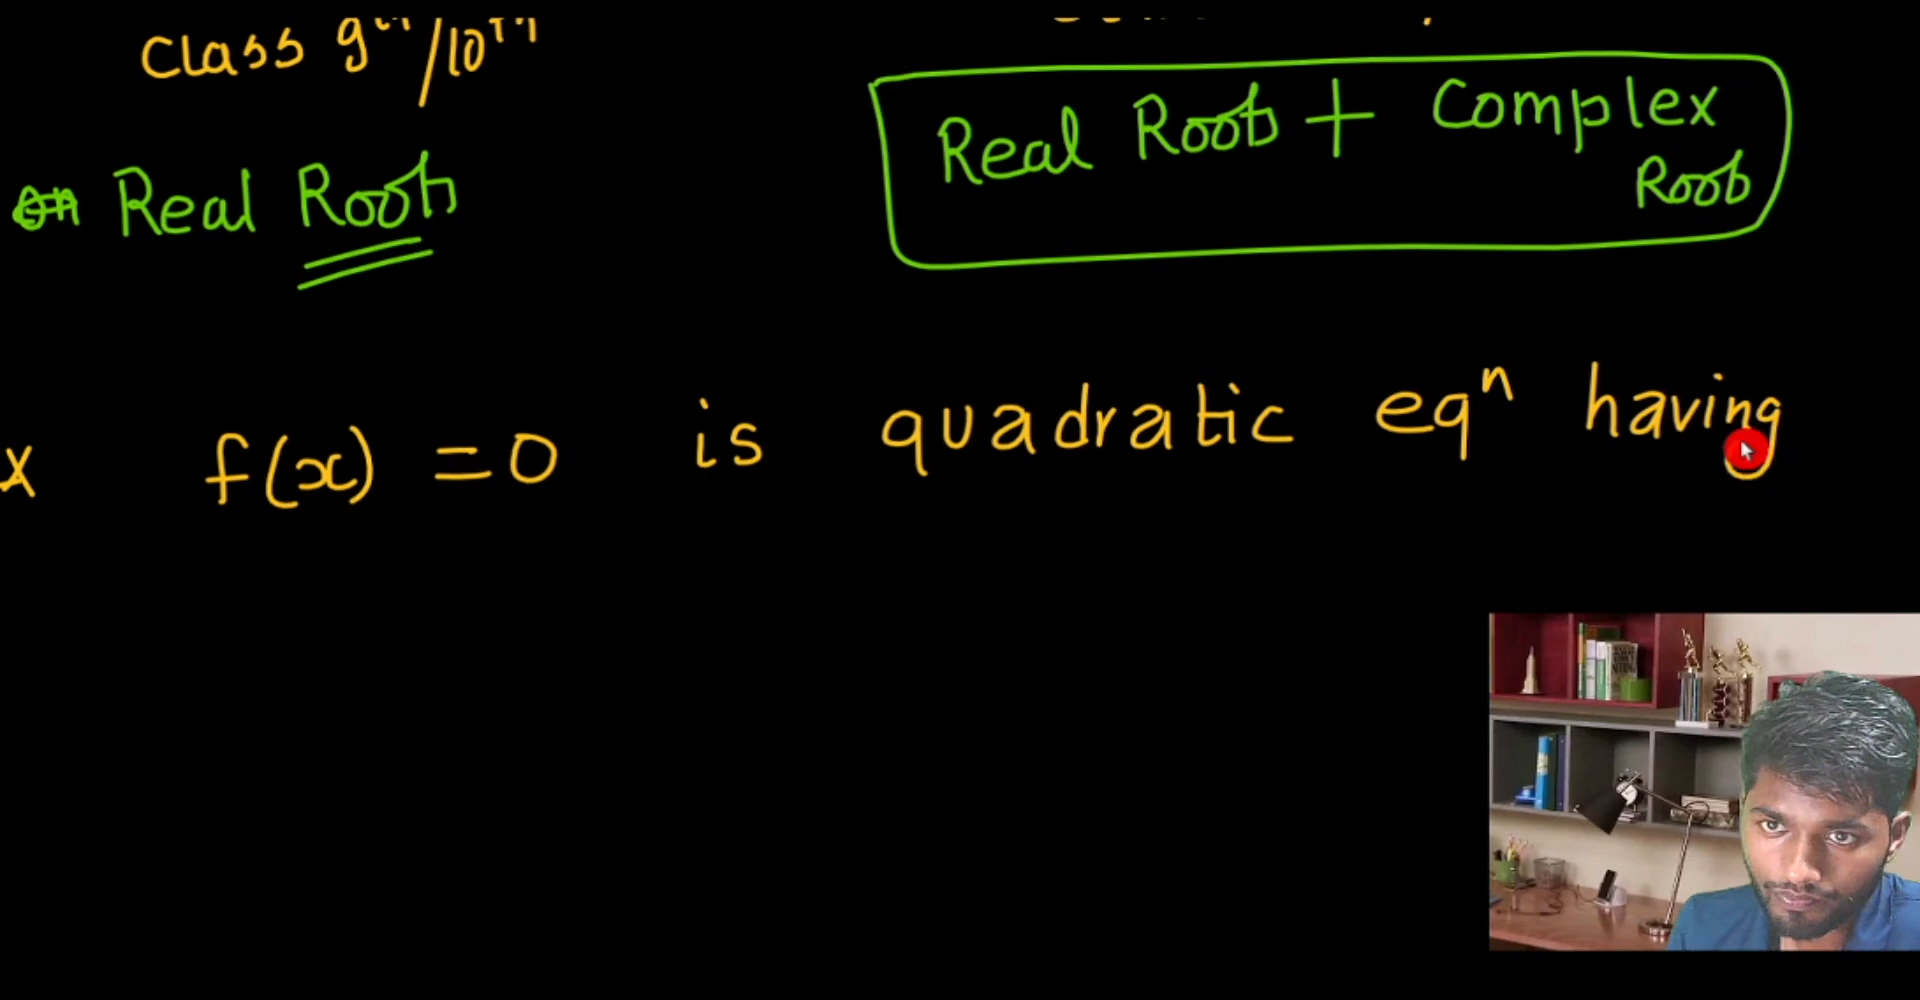 Class 9th/10th
Real Roots
Real Roots + Complex
Roots
* f(x) = 0 is quadratic eqⁿ having